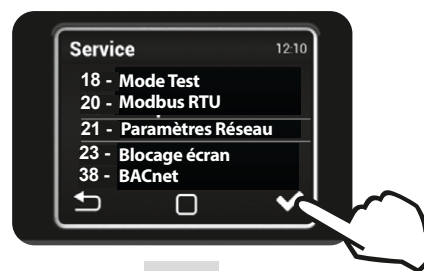 Service 12:10
18 - Mode Test
20 - Modbus RTU
21 - Paramètres Réseau
23 - Blocage écran
38 - BACnet